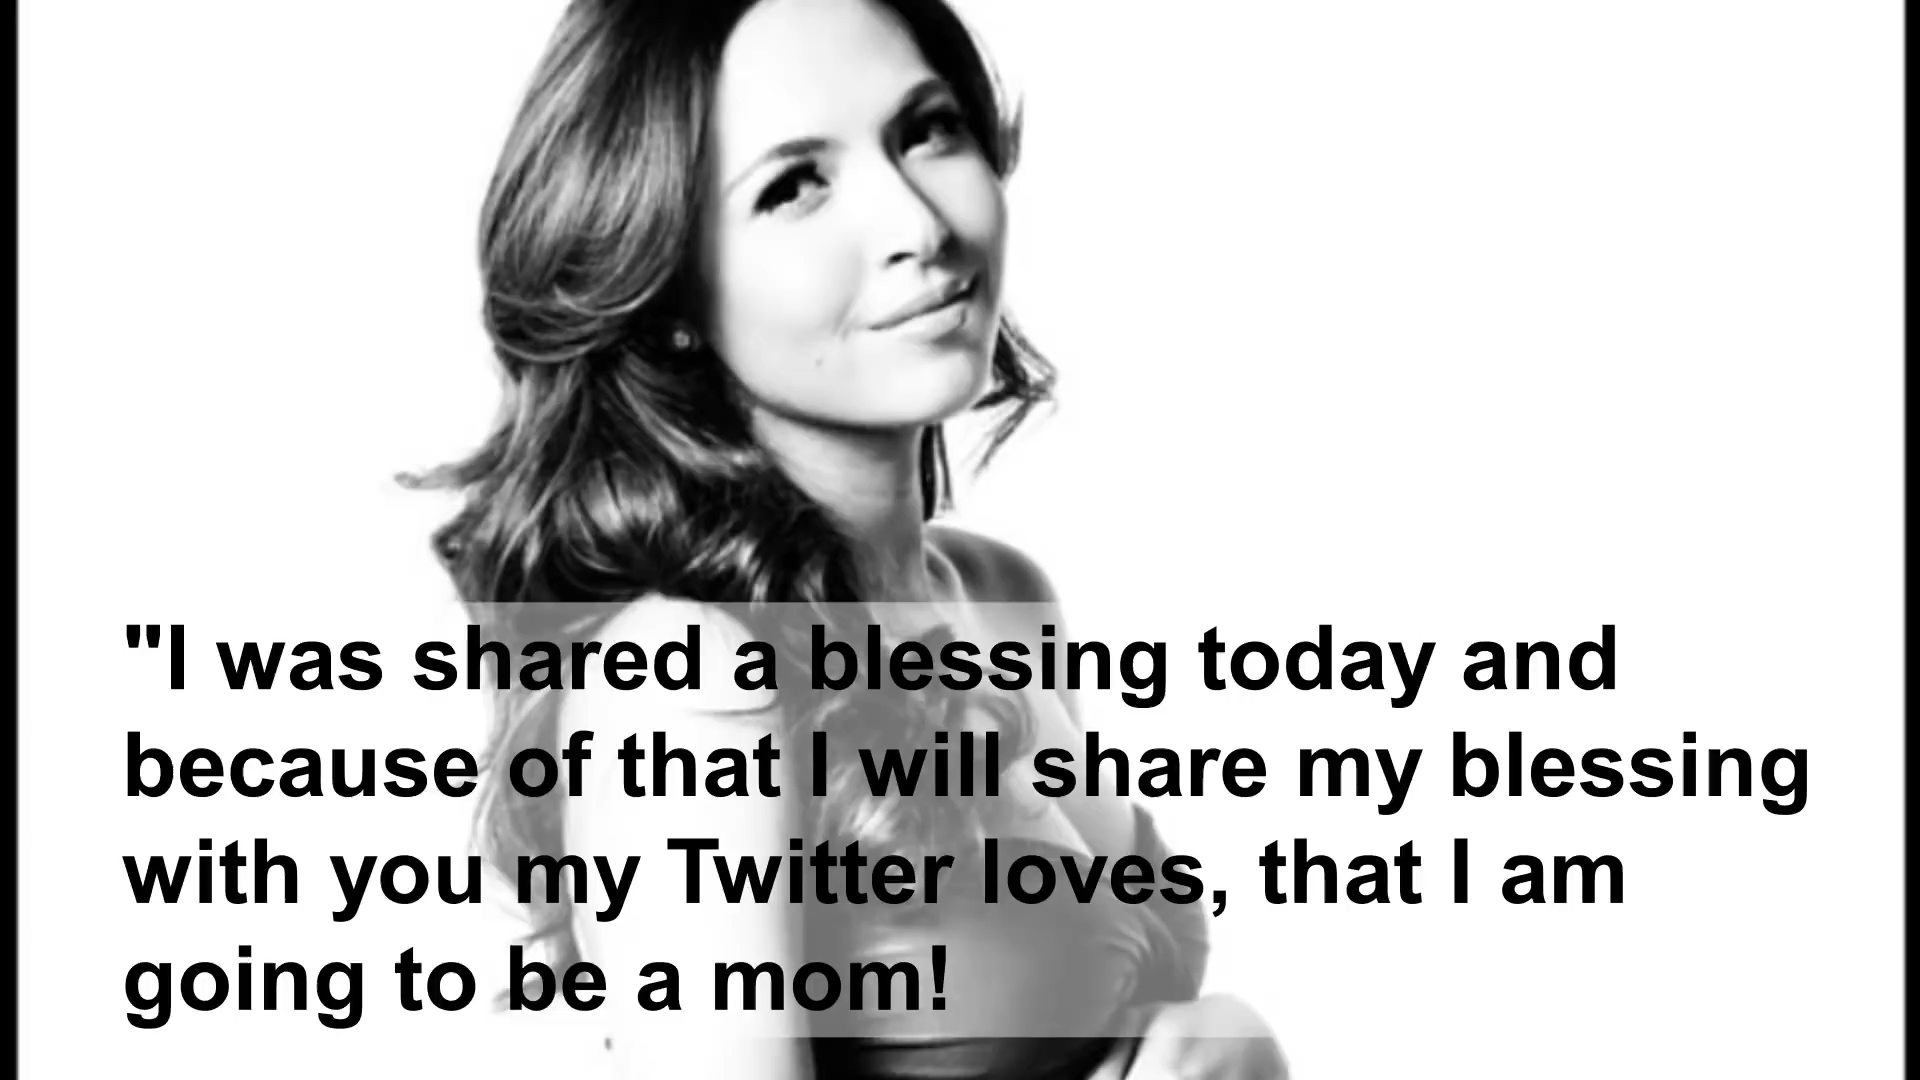 "I was shared a blessing today and
because of that I will share my blessing
with you my Twitter loves, that I am
going to be a mom!